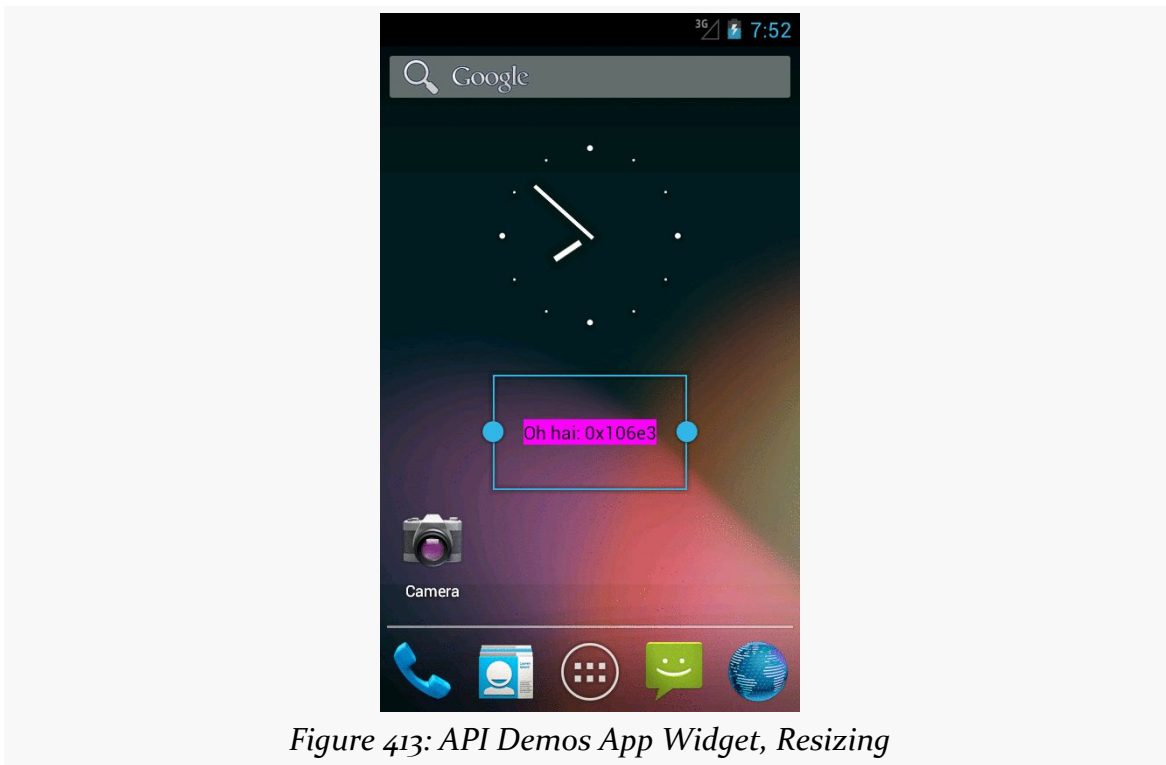 3G 7:52
Google
Oh hai: 0x106e3
Camera
Figure 413: API Demos App Widget, Resizing